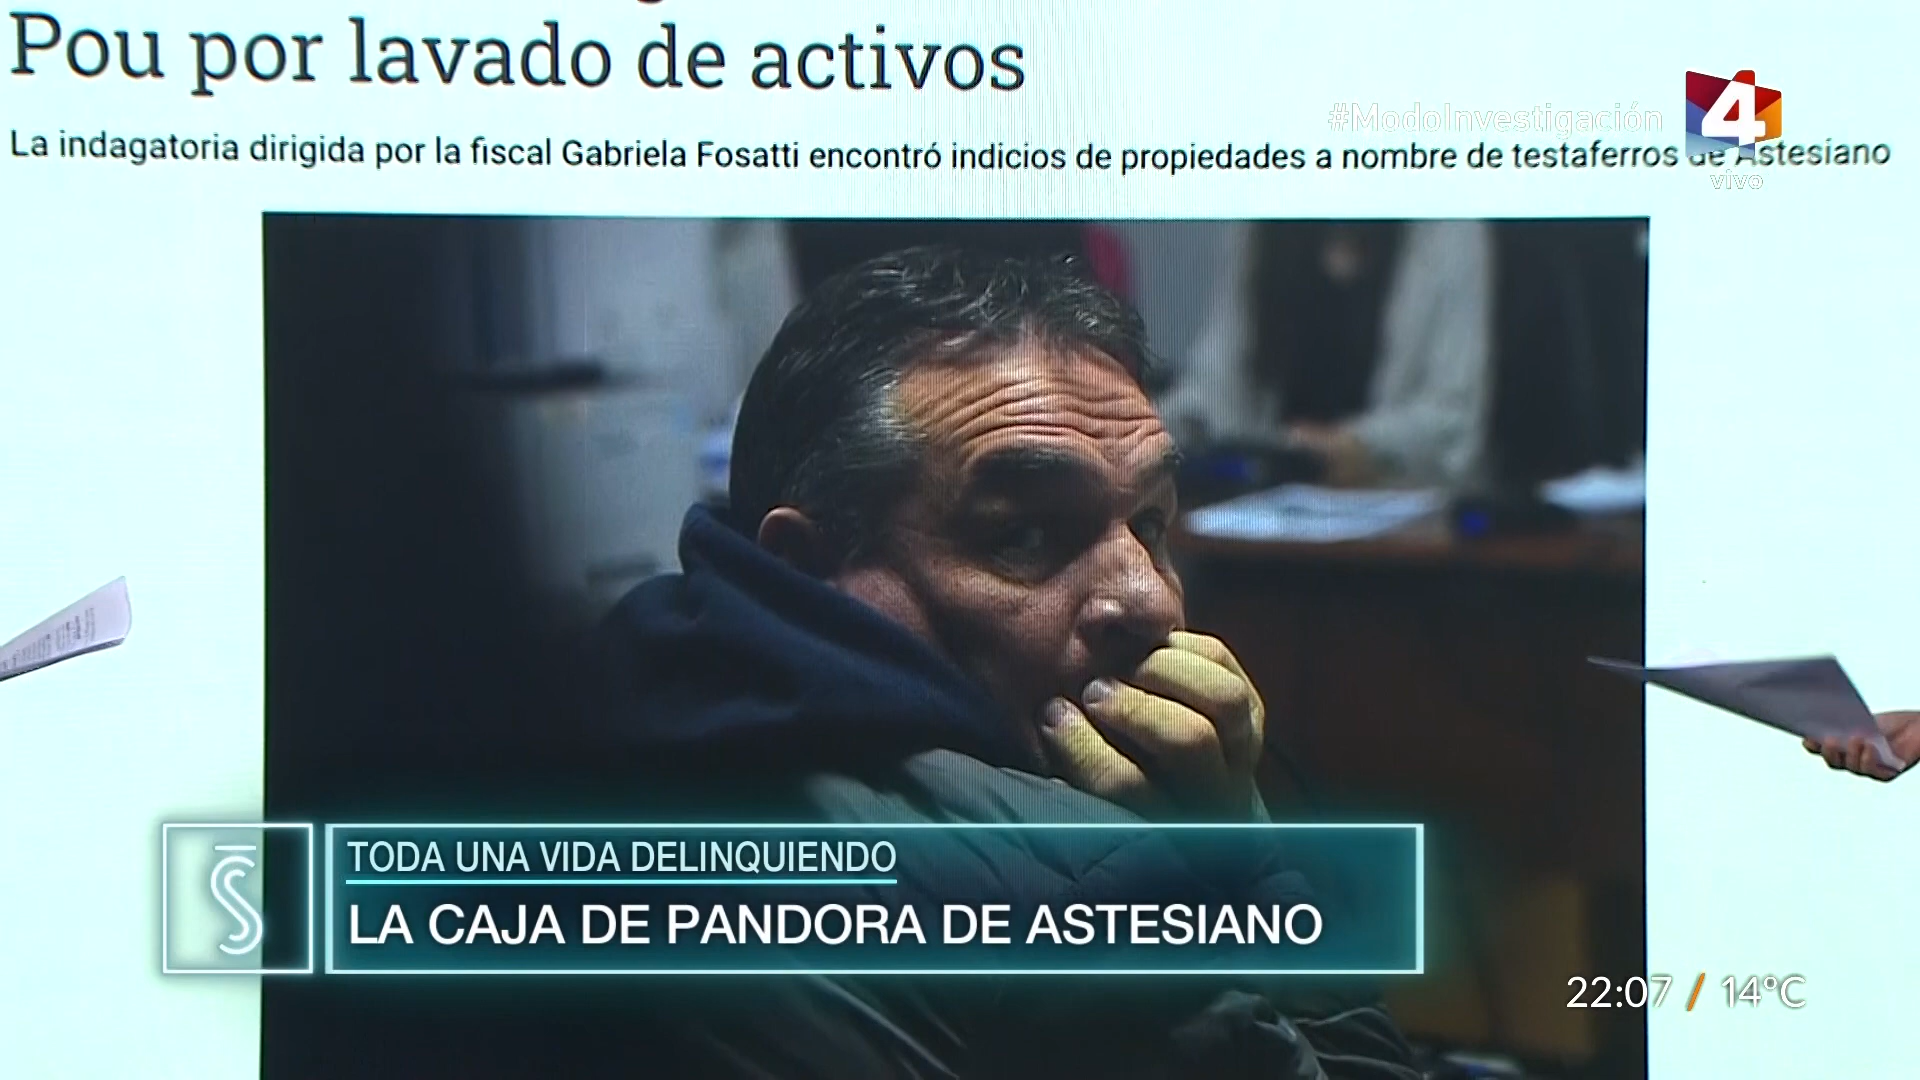 Pou por lavado de activos
#ModoInvestigación
4
La indagatoria dirigida por la fiscal Gabriela Fosatti encontró indicios de propiedades a nombre de testaferros de Astesiano
vivo
TODA UNA VIDA DELINQUIENDO
LA CAJA DE PANDORA DE ASTESIANO
22:07 / 14°C